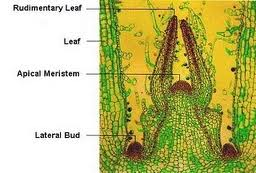 Rudimentary Leaf
Leaf
Apical Meristem
Lateral Bud